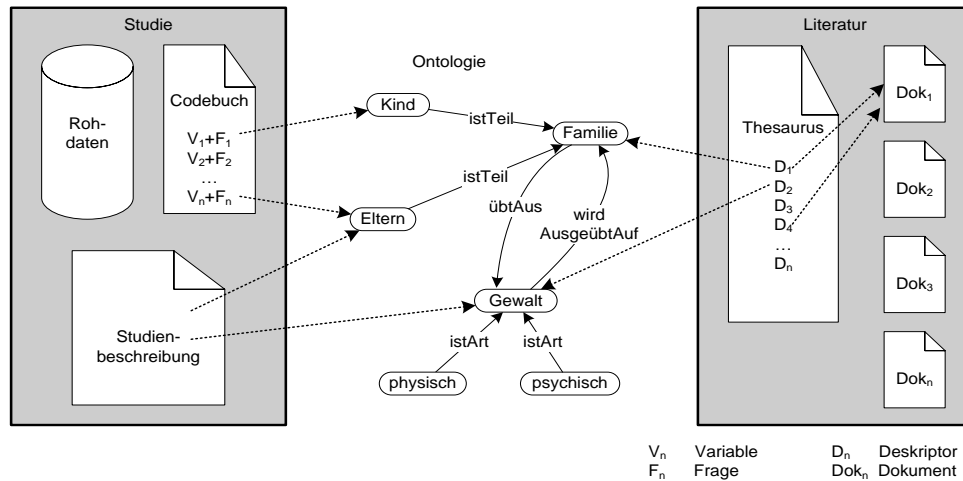 Studie
Roh-
daten
Codebuch
V₁+F₁
V₂+F₂
...
Vₙ+Fₙ
Studien-
beschreibung
Ontologie
Kind
istTeil
Familie
istTeil
Eltern
übtAus
wird
AusgeübtAuf
Gewalt
istArt
istArt
physisch
psychisch
Literatur
Thesaurus
D₁
D₂
D₃
D₄
...
Dₙ
Dok₁
Dok₂
Dok₃
Dokₙ
Vₙ Variable Dₙ Deskriptor
Fₙ Frage Dokₙ Dokument